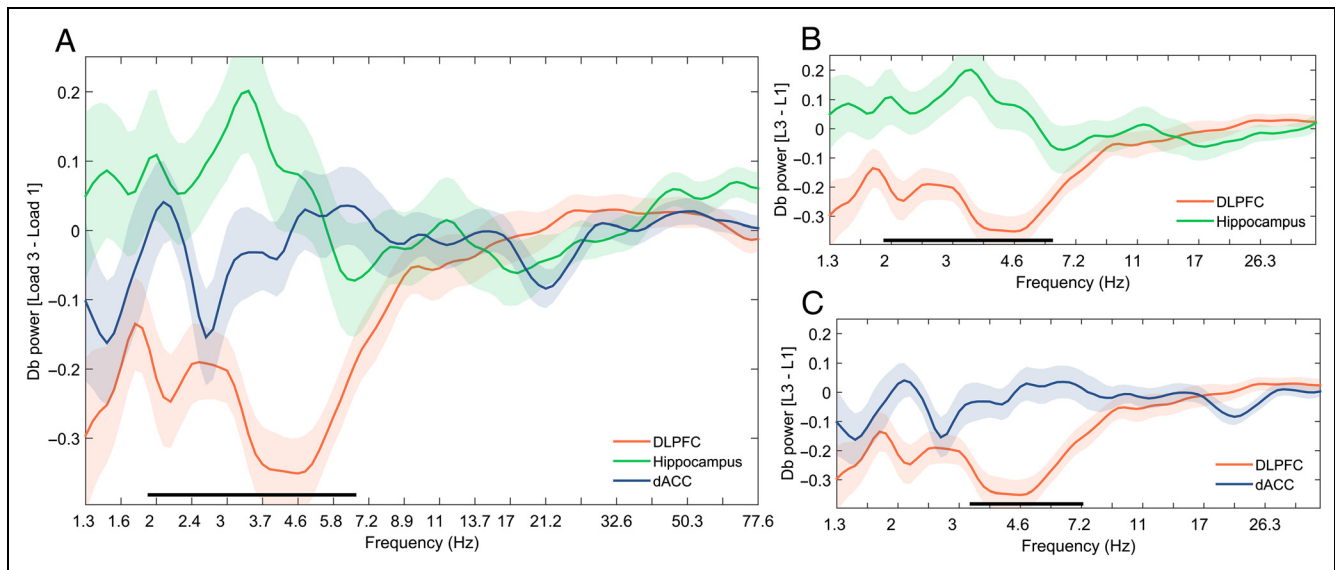 A
Db power [Load 3 - Load 1]
0.2
0.1
0
−0.1
−0.2
−0.3
DLPFC
Hippocampus
dACC
1.3 1.6 2 2.4 3 3.7 4.6 5.8 7.2 8.9 11 13.7 17 21.2 32.6 50.3 77.6
Frequency (Hz)
B
Db power [L3 - L1]
0.2
0.1
0
−0.1
−0.2
−0.3
DLPFC
Hippocampus
1.3 2 3 4.6 7.2 11 17 26.3
Frequency (Hz)
C
Db power [L3 - L1]
0.2
0.1
0
−0.1
−0.2
−0.3
DLPFC
dACC
1.3 2 3 4.6 7.2 11 17 26.3
Frequency (Hz)